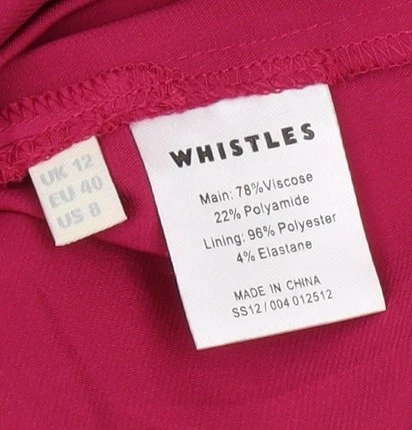 UK 12
EU 40
US 8
WHISTLES
Main: 78%Viscose
22% Polyamide
Lining: 96% Polyester
4% Elastane
MADE IN CHINA
SS12/004 012512